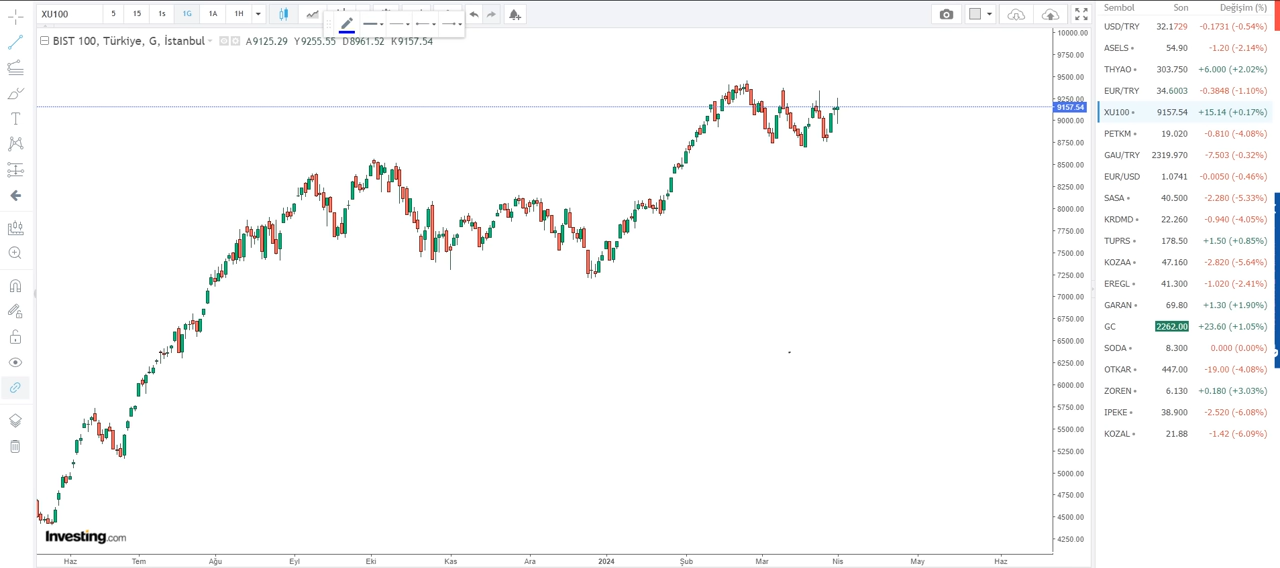 XU100 5 15 1s 1G 1A 1H
BIST 100, Türkiye, G, İstanbul A9125.29 Y9255.55 D8961.52 K9157.54
10000.00
9750.00
9500.00
9250.00
9157.54
9000.00
8750.00
8500.00
8250.00
8000.00
7750.00
7500.00
7250.00
7000.00
6750.00
6500.00
6250.00
6000.00
5750.00
5500.00
5250.00
5000.00
4750.00
4500.00
4250.00
Investing.com
Haz Tem Ağu Eyl Eki Kas Ara 2024 Şub Mar Nis May Haz
Sembol Son Değişim (%)
USD/TRY 32.1729 -0.1731 (-0.54%)
ASELS 54.90 -1.20 (-2.14%)
THYAO 303.750 +6.000 (+2.02%)
EUR/TRY 34.6003 -0.3848 (-1.10%)
XU100 9157.54 +15.14 (+0.17%)
PETKM 19.020 -0.810 (-4.08%)
GAU/TRY 2319.970 -7.503 (-0.32%)
EUR/USD 1.0741 -0.0050 (-0.46%)
SASA 40.500 -2.280 (-5.33%)
KRDMD 22.260 -0.940 (-4.05%)
TUPRS 178.50 +1.50 (+0.85%)
KOZAA 47.160 -2.820 (-5.64%)
EREGL 41.300 -1.020 (-2.41%)
GARAN 69.80 +1.30 (+1.90%)
GC 2262.00 +23.60 (+1.05%)
SODA 8.300 0.000 (0.00%)
OTKAR 447.00 -19.00 (-4.08%)
ZOREN 6.130 +0.180 (+3.03%)
IPEKE 38.900 -2.520 (-6.08%)
KOZAL 21.88 -1.42 (-6.09%)